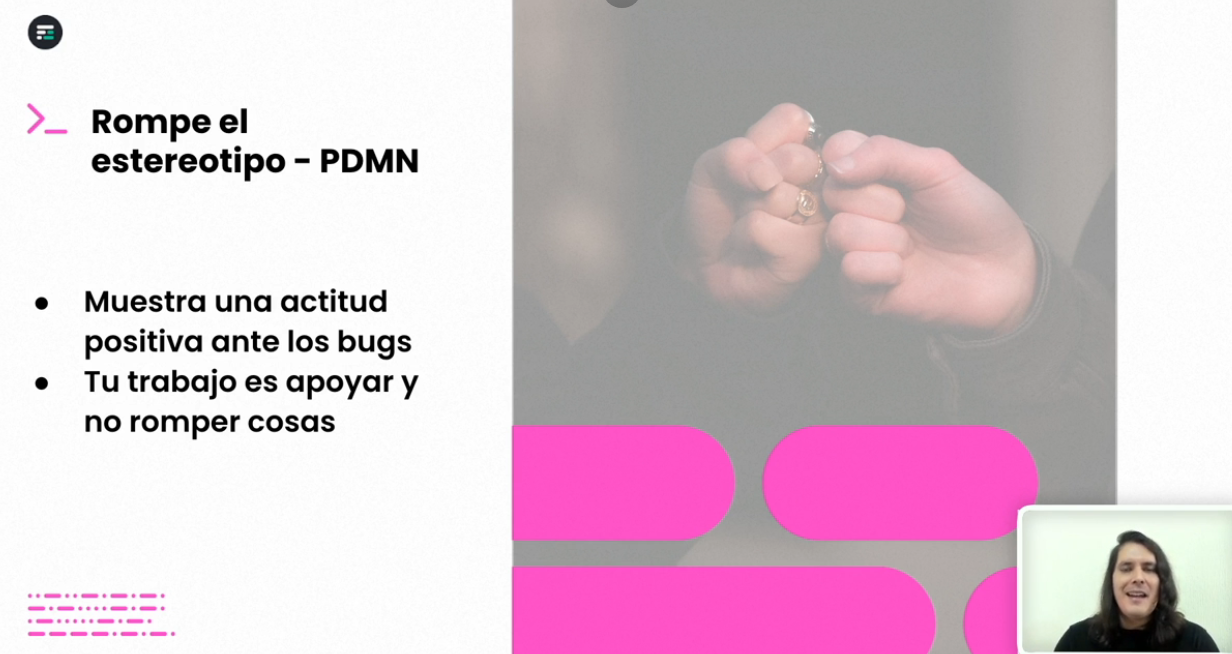 Rompe el
estereotipo - PDMN
● Muestra una actitud
positiva ante los bugs
● Tu trabajo es apoyar y
no romper cosas